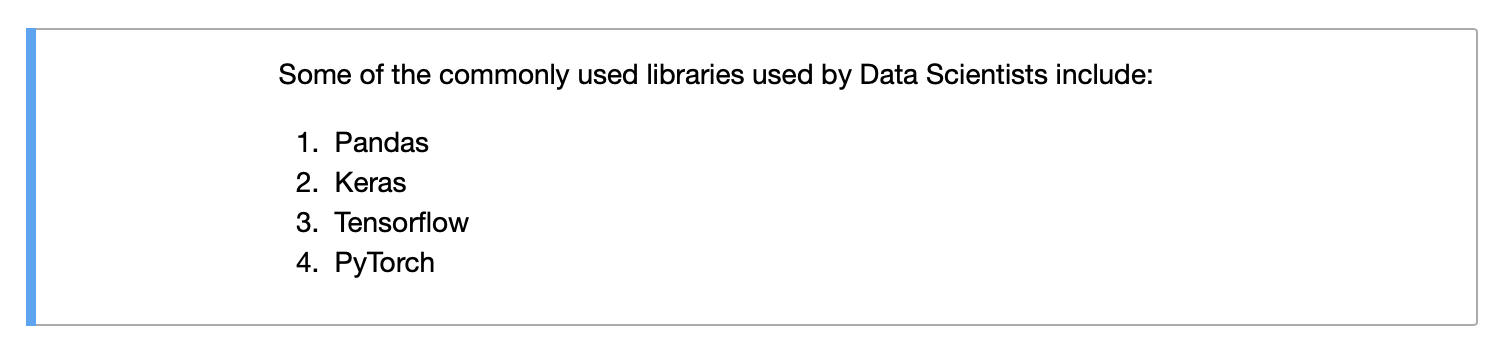 Some of the commonly used libraries used by Data Scientists include:
1. Pandas
2. Keras
3. Tensorflow
4. PyTorch